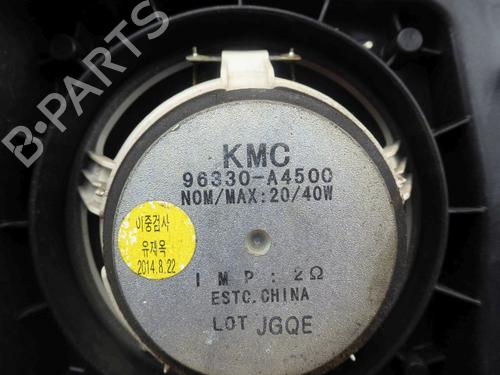 B-PARTS
KMC
96330-A4500
NOM/MAX:20/40W
이중검사
유재옥
2014.8.22
IMP:2Ω
ESTC.CHINA
LOT JGQE